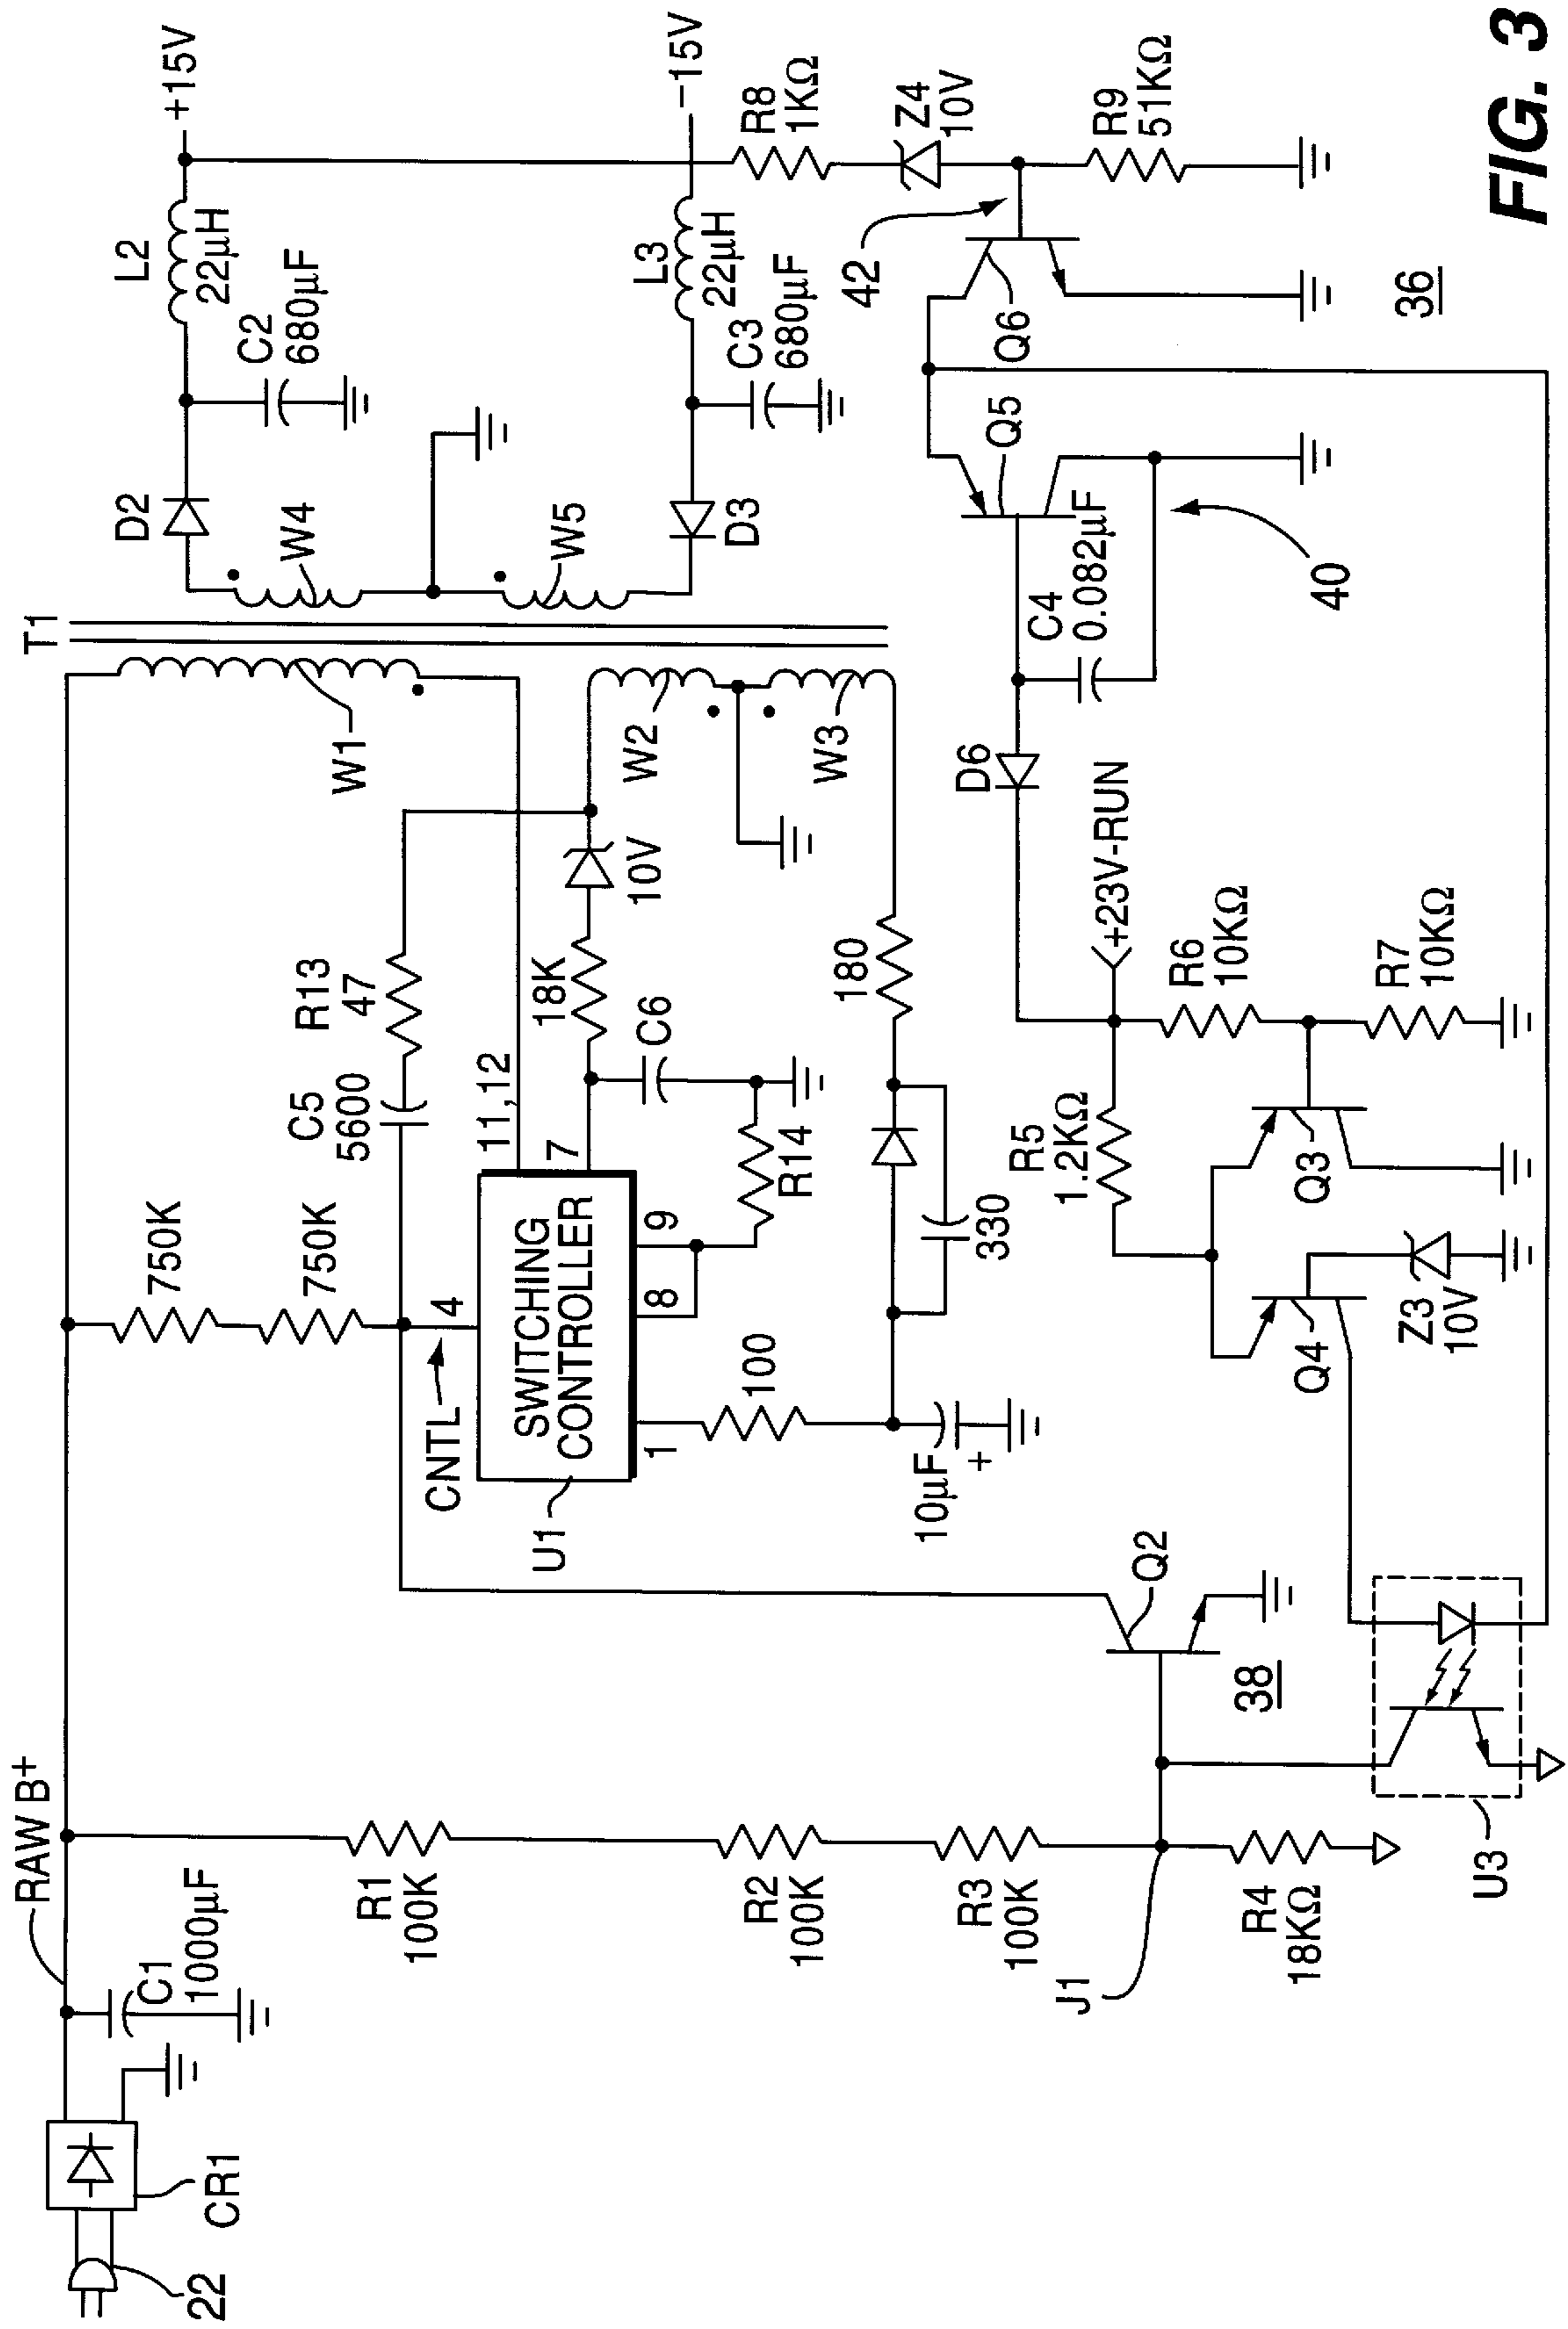 FIG. 3
36
+15V
-15V
L2
22µH
C2
680µF
D2
W4
W5
D3
L3
22µH
C3
680µF
R8
1KΩ
Z4
10V
R9
51KΩ
42
Q6
Q5
C4
0.082µF
40
T1
W1
W2
W3
D6
+23V-RUN
R13
47
C5
5600
10V
18K
C6
180
R14
330
11,12
7
9
8
4
1
750K
750K
CNTL
SWITCHING
CONTROLLER
U1
100
10µF
+
R5
1.2KΩ
R6
10KΩ
R7
10KΩ
Q3
Q4
Z3
10V
Q2
38
U3
RAW B+
C1
1000µF
R1
100K
R2
100K
R3
100K
R4
18KΩ
J1
CR1
22